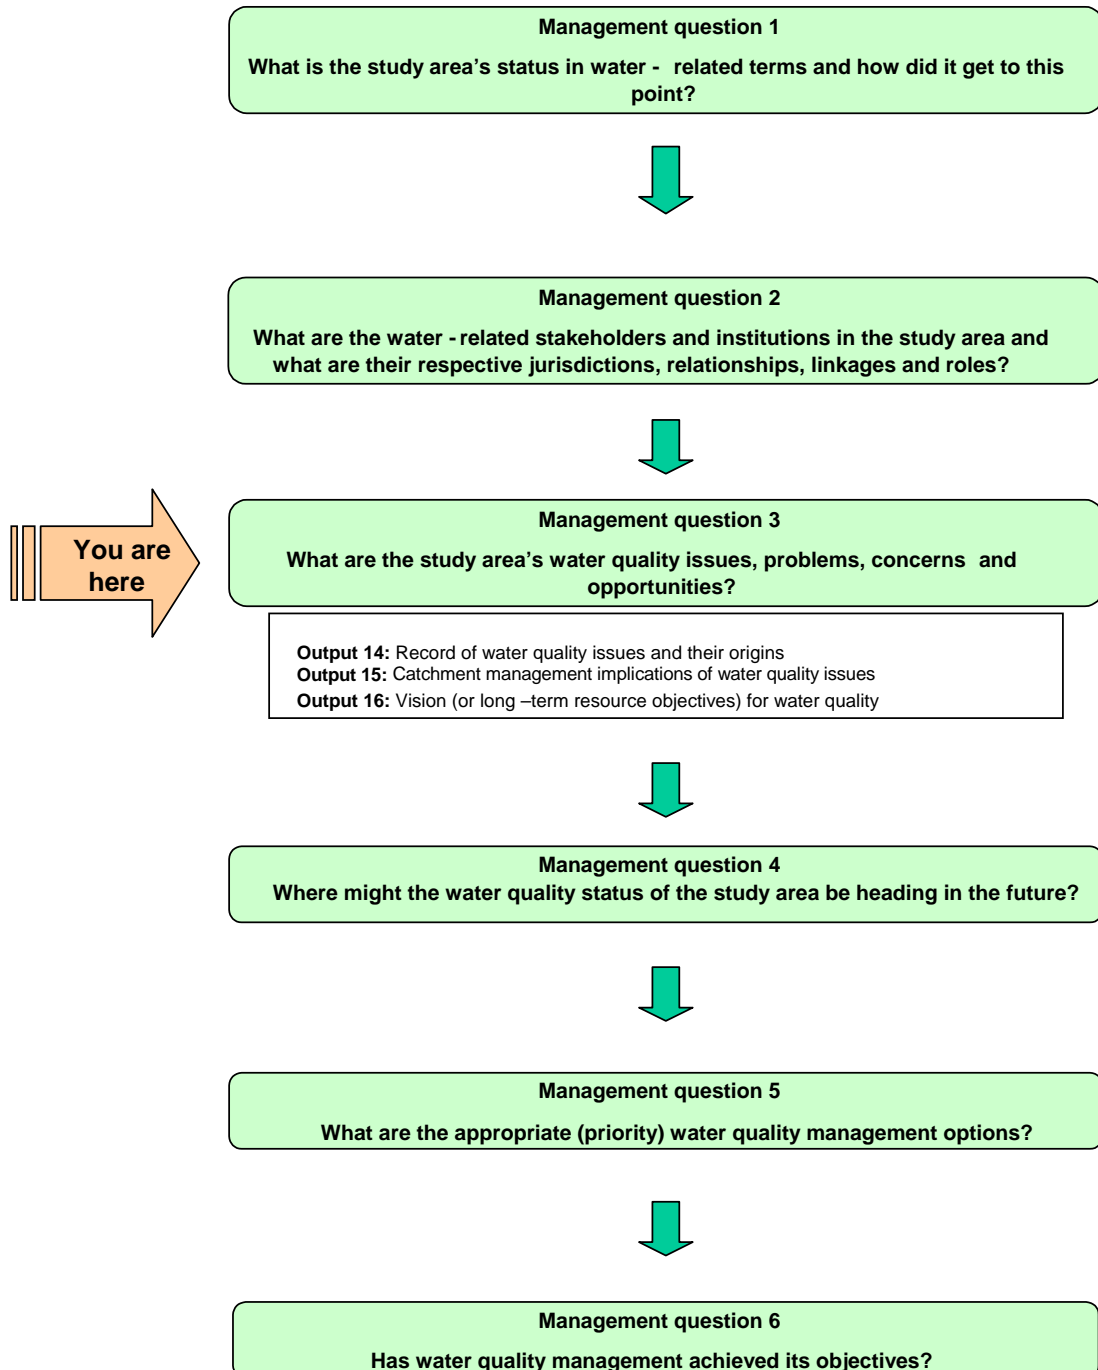 Management question 1
What is the study area's status in water - related terms and how did it get to this
point?
Management question 2
What are the water - related stakeholders and institutions in the study area and
what are their respective jurisdictions, relationships, linkages and roles?
You are
here
Management question 3
What are the study area's water quality issues, problems, concerns and
opportunities?
Output 14: Record of water quality issues and their origins
Output 15: Catchment management implications of water quality issues
Output 16: Vision (or long –term resource objectives) for water quality
Management question 4
Where might the water quality status of the study area be heading in the future?
Management question 5
What are the appropriate (priority) water quality management options?
Management question 6
Has water quality management achieved its objectives?